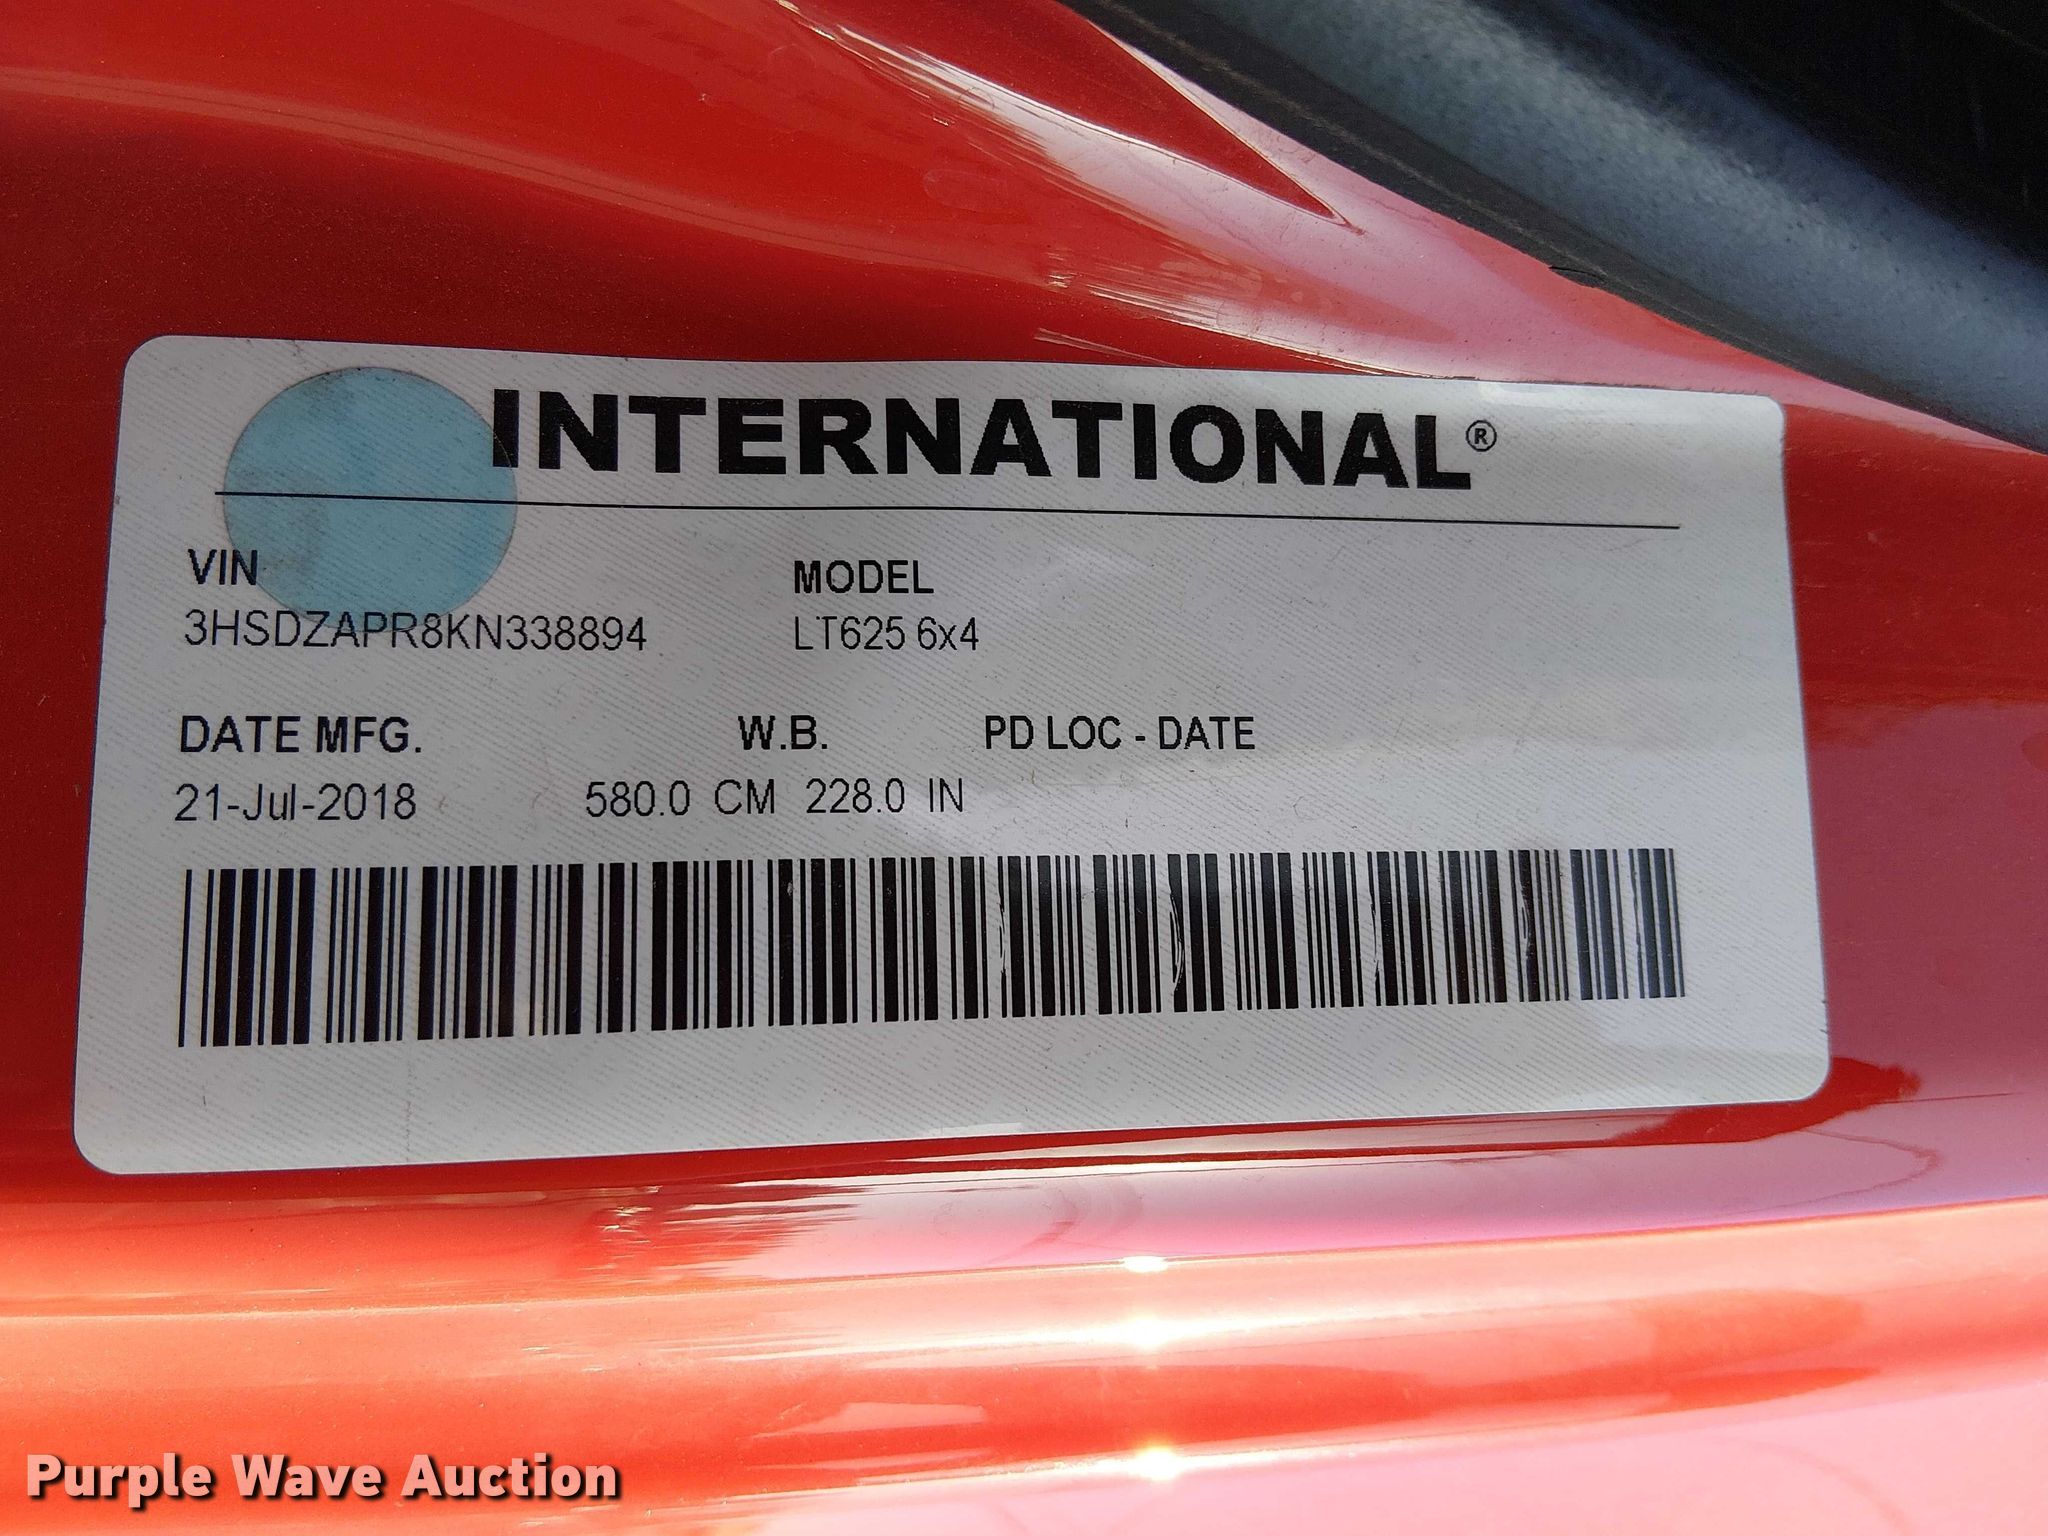 INTERNATIONAL®
VIN MODEL
3HSDZAPR8KN338894 LT625 6x4
DATE MFG. W.B. PD LOC - DATE
21-Jul-2018 580.0 CM 228.0 IN
Purple Wave Auction